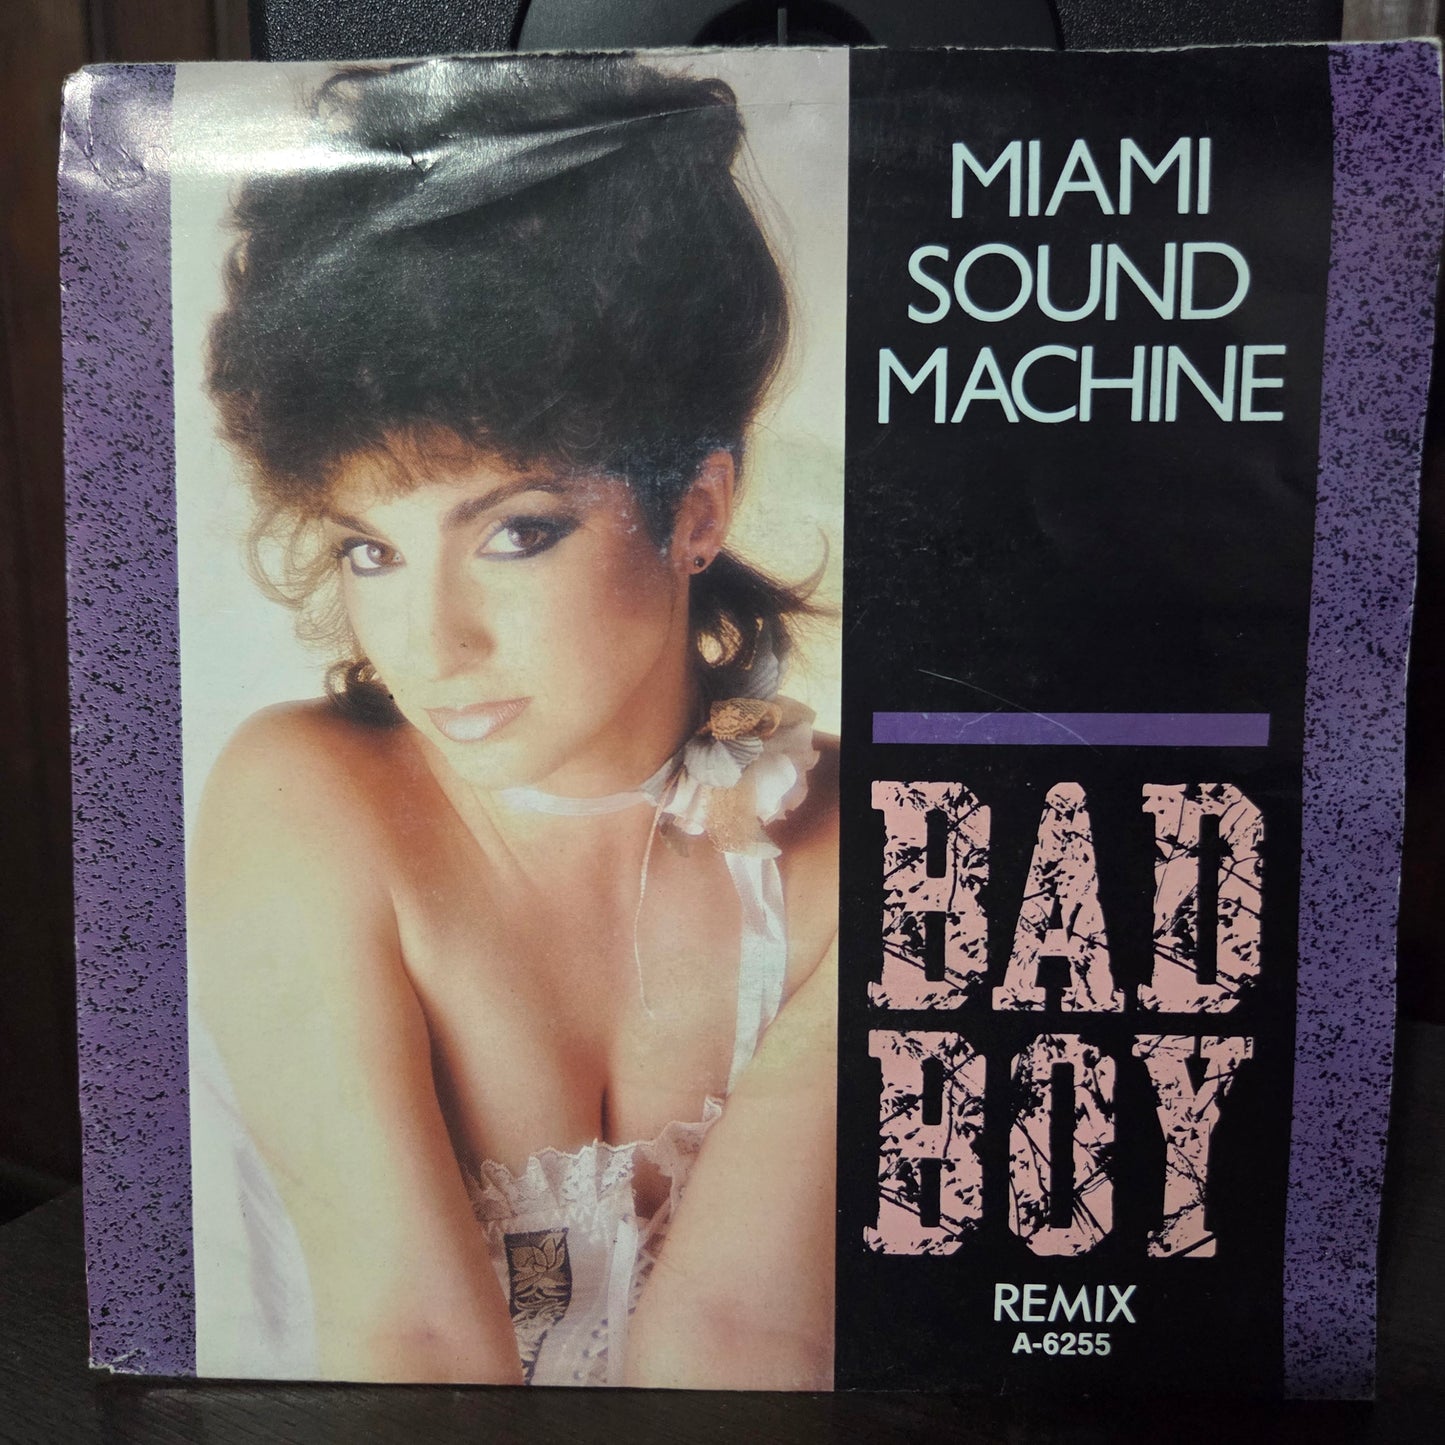 MIAMI
SOUND
MACHINE
BAD
BOY
REMIX
A-6255